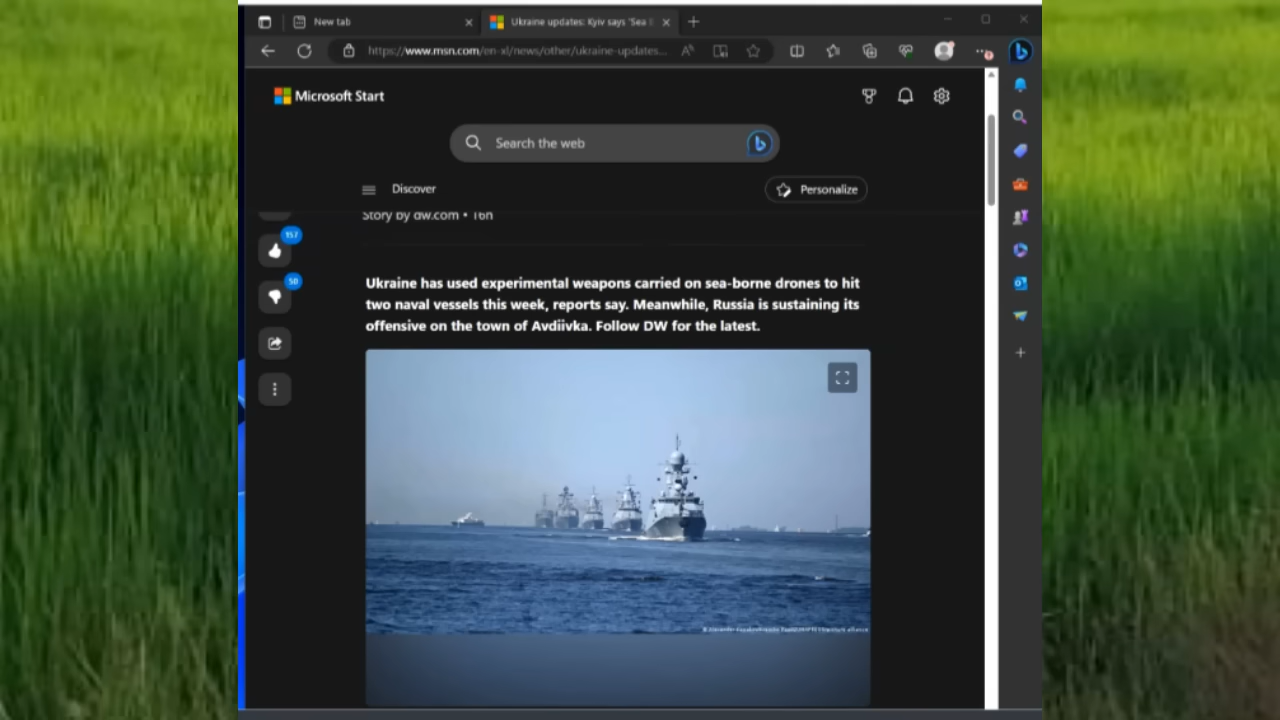 New tab
Ukraine updates: Kyiv says 'Sea
https://www.msn.com/en-xl/news/other/ukraine-updates...
Microsoft Start
Search the web
Discover
Personalize
Story by dw.com • 16h
157
50
Ukraine has used experimental weapons carried on sea-borne drones to hit
two naval vessels this week, reports say. Meanwhile, Russia is sustaining its
offensive on the town of Avdiivka. Follow DW for the latest.